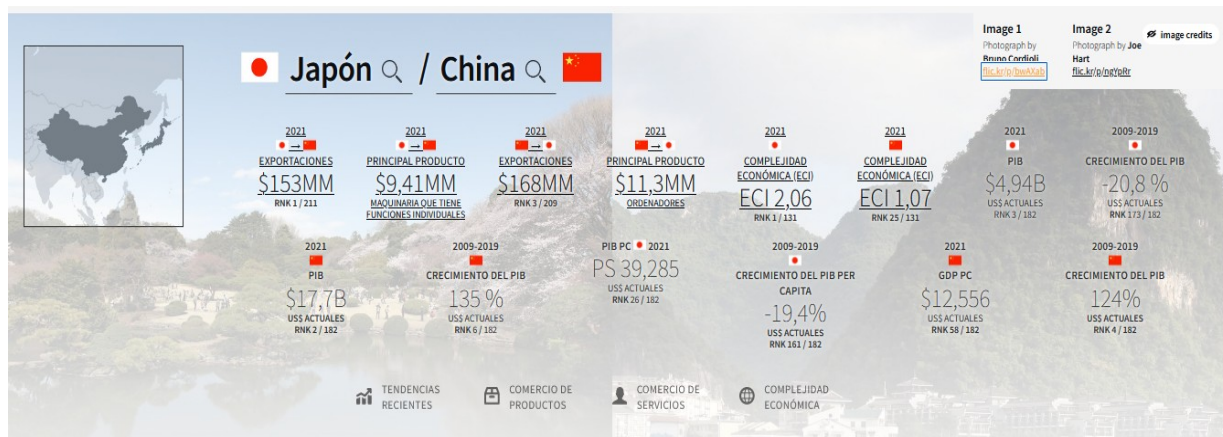 Image 1
Photograph by
Bruno Cordioli
flic.kr/p/bwAXab
Image 2
Photograph by Joe
Hart
flic.kr/p/ngYpRr
image credits
Japón / China
2021
EXPORTACIONES
$153MM
RNK 1 / 211
2021
PRINCIPAL PRODUCTO
$9,41MM
MAQUINARIA QUE TIENE
FUNCIONES INDIVIDUALES
2021
EXPORTACIONES
$168MM
RNK 3 / 209
2021
PRINCIPAL PRODUCTO
$11,3MM
ORDENADORES
2021
COMPLEJIDAD
ECONÓMICA (ECI)
ECI 2,06
RNK 1 / 131
2021
COMPLEJIDAD
ECONÓMICA (ECI)
ECI 1,07
RNK 25 / 131
2021
PIB
$4,94B
US$ ACTUALES
RNK 3 / 182
2009-2019
CRECIMIENTO DEL PIB
-20,8 %
US$ ACTUALES
RNK 173 / 182
2021
PIB
$17,7B
US$ ACTUALES
RNK 2 / 182
2009-2019
CRECIMIENTO DEL PIB
135 %
US$ ACTUALES
RNK 6 / 182
PIB PC 2021
PS 39,285
US$ ACTUALES
RNK 26 / 182
2009-2019
CRECIMIENTO DEL PIB PER
CAPITA
-19,4%
US$ ACTUALES
RNK 161 / 182
2021
GDP PC
$12,556
US$ ACTUALES
RNK 58 / 182
2009-2019
CRECIMIENTO DEL PIB
124%
US$ ACTUALES
RNK 4 / 182
TENDENCIAS
RECIENTES
COMERCIO DE
PRODUCTOS
COMERCIO DE
SERVICIOS
COMPLEJIDAD
ECONÓMICA